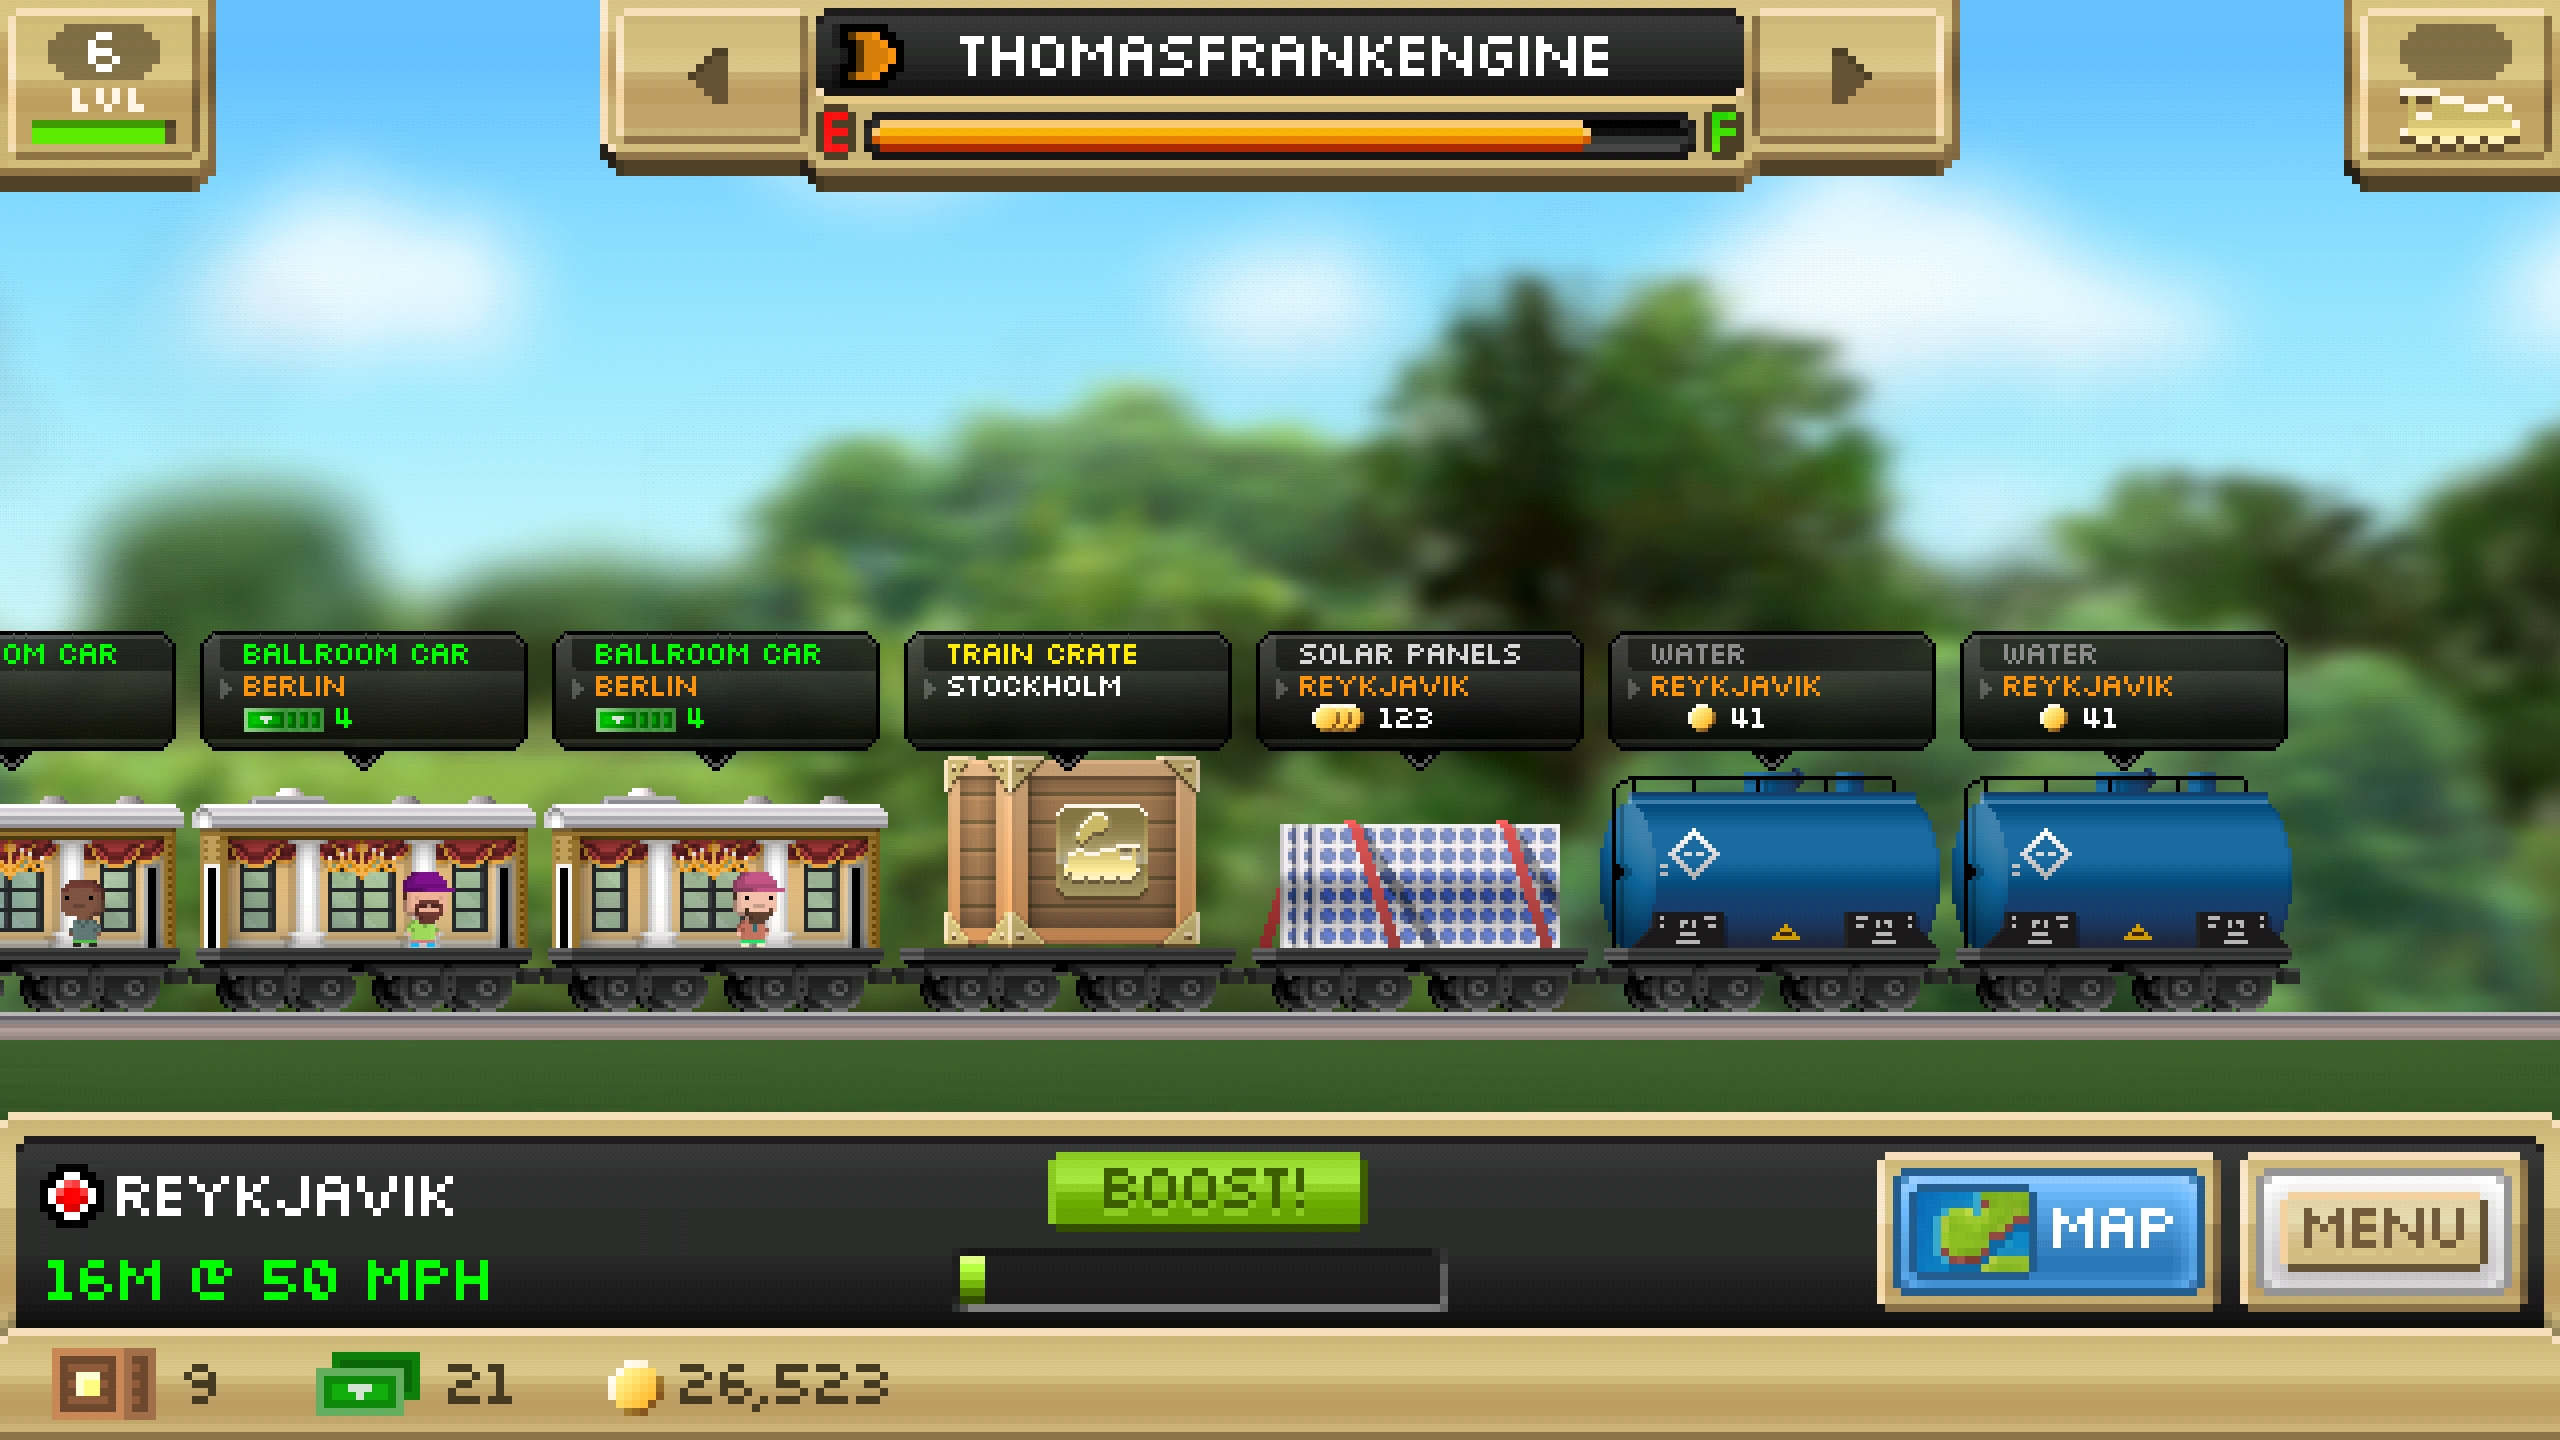 6
LVL
THOMASFRANKENGINE
E F
OM CAR
BALLROOM CAR
BERLIN
4
BALLROOM CAR
BERLIN
4
TRAIN CRATE
STOCKHOLM
SOLAR PANELS
REYKJAVIK
123
WATER
REYKJAVIK
41
WATER
REYKJAVIK
41
REYKJAVIK
16M @ 50 MPH
BOOST!
MAP
MENU
9 21 26,523